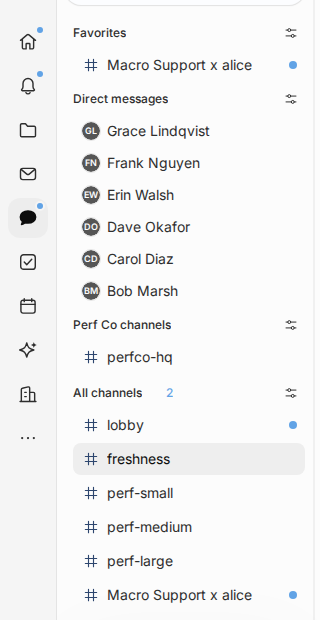 Favorites
Macro Support x alice
Direct messages
GL Grace Lindqvist
FN Frank Nguyen
EW Erin Walsh
DO Dave Okafor
CD Carol Diaz
BM Bob Marsh
Perf Co channels
perfco-hq
All channels 2
lobby
freshness
perf-small
perf-medium
perf-large
Macro Support x alice